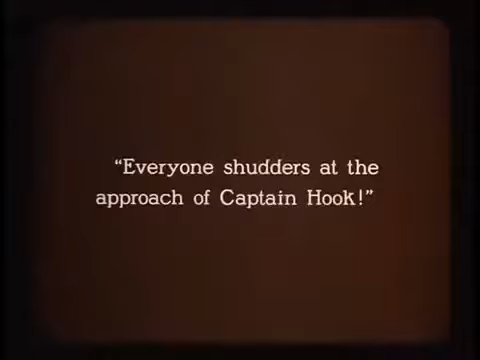 “Everyone shudders at the
approach of Captain Hook!”